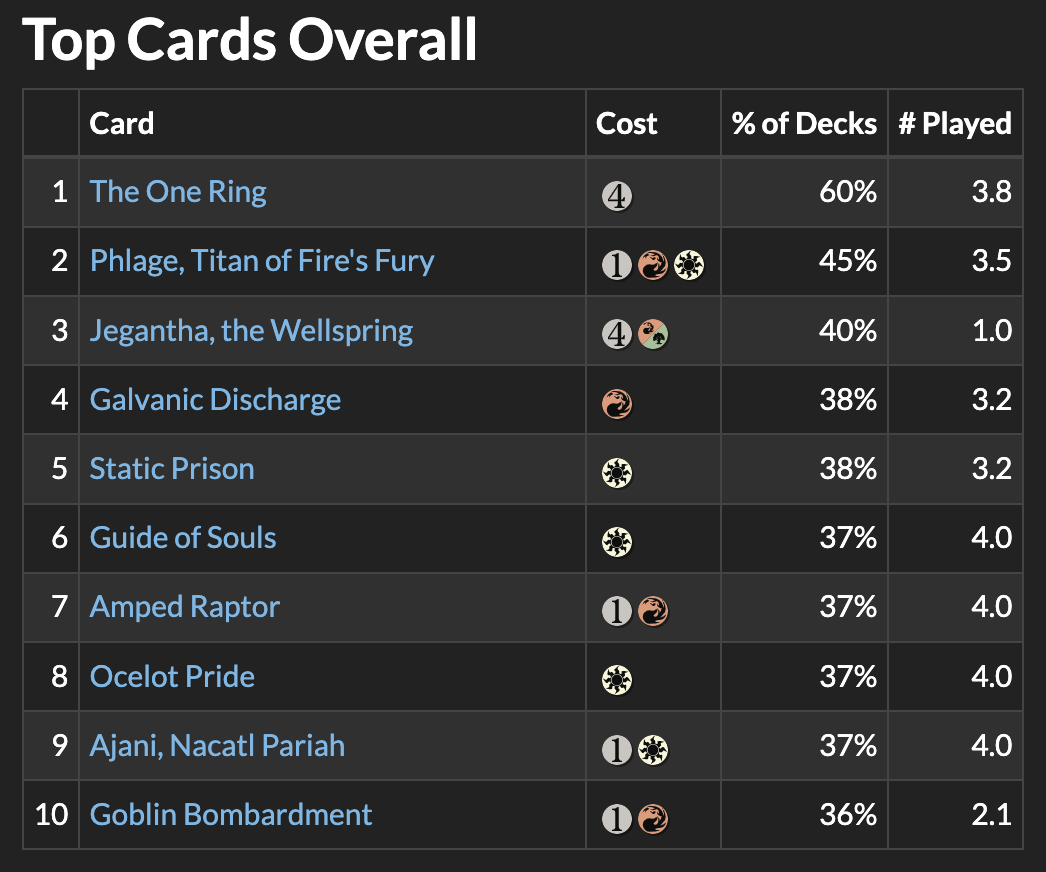 Top Cards Overall
Card Cost % of Decks # Played
1 The One Ring 4 60% 3.8
2 Phlage, Titan of Fire's Fury 1 45% 3.5
3 Jegantha, the Wellspring 4 40% 1.0
4 Galvanic Discharge 38% 3.2
5 Static Prison 38% 3.2
6 Guide of Souls 37% 4.0
7 Amped Raptor 1 37% 4.0
8 Ocelot Pride 37% 4.0
9 Ajani, Nacatl Pariah 1 37% 4.0
10 Goblin Bombardment 1 36% 2.1